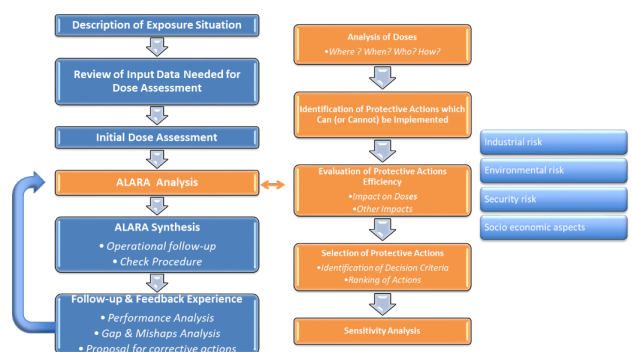 Description of Exposure Situation
Review of Input Data Needed for
Dose Assessment
Initial Dose Assessment
ALARA Analysis
ALARA Synthesis
• Operational follow-up
• Check Procedure
Follow-up & Feedback Experience
• Performance Analysis
• Gap & Mishaps Analysis
• Proposal for corrective actions
Analysis of Doses
•Where ? When? Who? How?
Identification of Protective Actions which
Can (or Cannot) be Implemented
Evaluation of Protective Actions
Efficiency
•Impact on Doses
•Other Impacts
Selection of Protective Actions
•Identification of Decision Criteria
•Ranking of Actions
Sensitivity Analysis
Industrial risk
Environmental risk
Security risk
Socio economic aspects